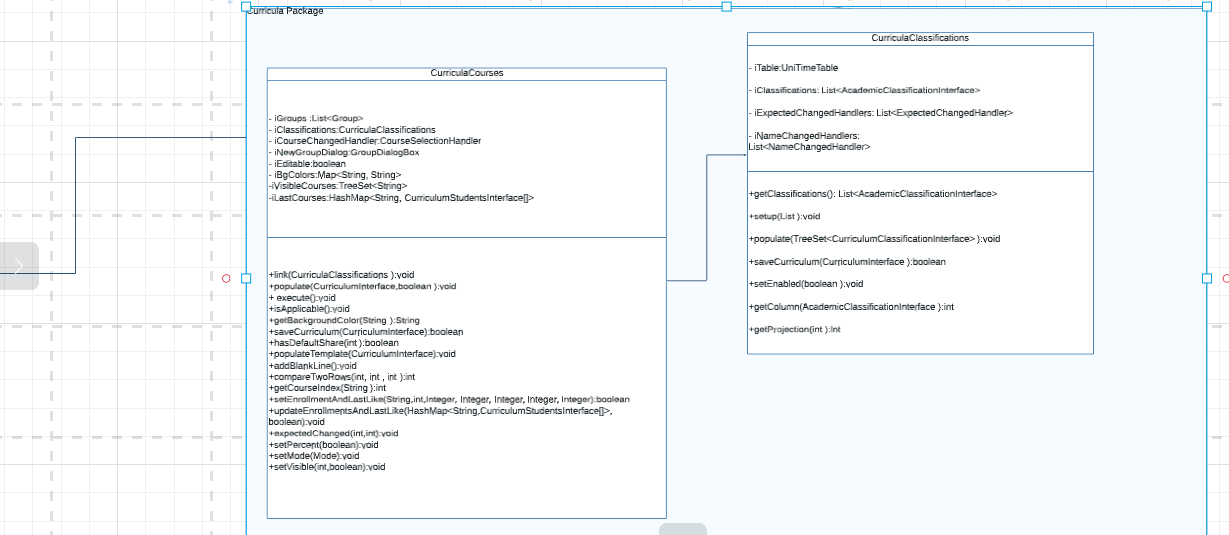 Curricula Package
CurriculaCourses
- iGroups :List<Group>
- iClassifications:CurriculaClassifications
- iCourseChangedHandler:CourseSelectionHandler
- iNewGroupDialog:GroupDialogBox
- iEditable:boolean
- iBgColors:Map<String, String>
-iVisibleCourses:TreeSet<String>
-iLastCourses:HashMap<String, CurriculumStudentsInterface[]>
+link(CurriculaClassifications ):void
+populate(CurriculumInterface,boolean ):void
+ execute():void
+isApplicable():void
+getBackgroundColor(String ):String
+saveCurriculum(CurriculumInterface):boolean
+hasDefaultShare(int ):boolean
+populateTemplate(CurriculumInterface):void
+addBlankLine():void
+compareTwoRows(int, int , int ):int
+getCourseIndex(String ):int
+setEnrollmentAndLastLike(String,int,Integer, Integer, Integer, Integer, Integer):boolean
+updateEnrollmentsAndLastLike(HashMap<String,CurriculumStudentsInterface[]>,
boolean):void
+expectedChanged(int,int):void
+setPercent(boolean):void
+setMode(Mode):void
+setVisible(int,boolean):void
CurriculaClassifications
- iTable:UniTimeTable
- iClassifications: List<AcademicClassificationInterface>
- iExpectedChangedHandlers: List<ExpectedChangedHandler>
- iNameChangedHandlers:
List<NameChangedHandler>
+getClassifications(): List<AcademicClassificationInterface>
+setup(List ):void
+populate(TreeSet<CurriculumClassificationInterface> ):void
+saveCurriculum(CurriculumInterface ):boolean
+setEnabled(boolean ):void
+getColumn(AcademicClassificationInterface ):int
+getProjection(int ):Int